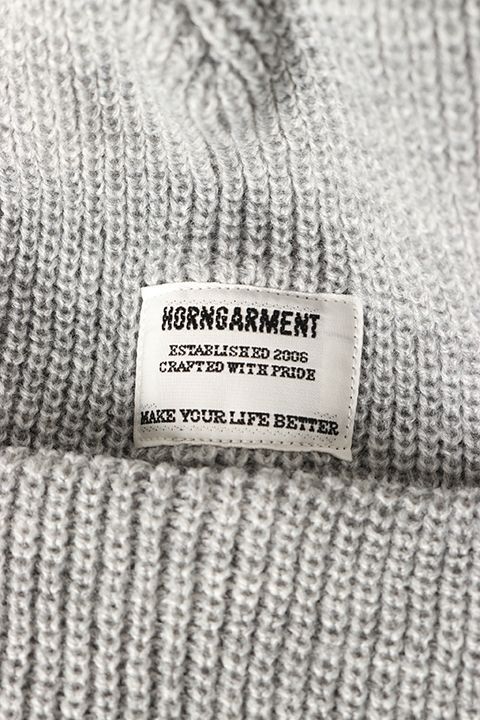 HORNGARMENT
ESTABLISHED 2006
CRAFTED WITH PRIDE
MAKE YOUR LIFE BETTER